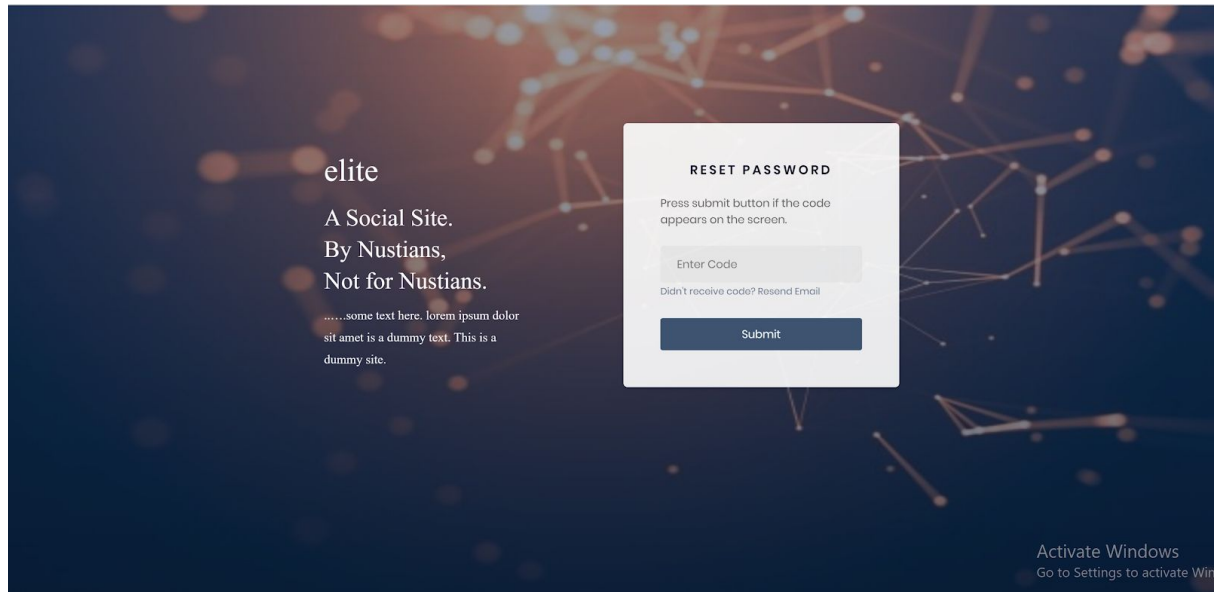 elite
A Social Site.
By Nustians,
Not for Nustians.
.......some text here. lorem ipsum dolor
sit amet is a dummy text. This is a
dummy site.
RESET PASSWORD
Press submit button if the code
appears on the screen.
Enter Code
Didn't receive code? Resend Email
Submit
Activate Windows
Go to Settings to activate Win